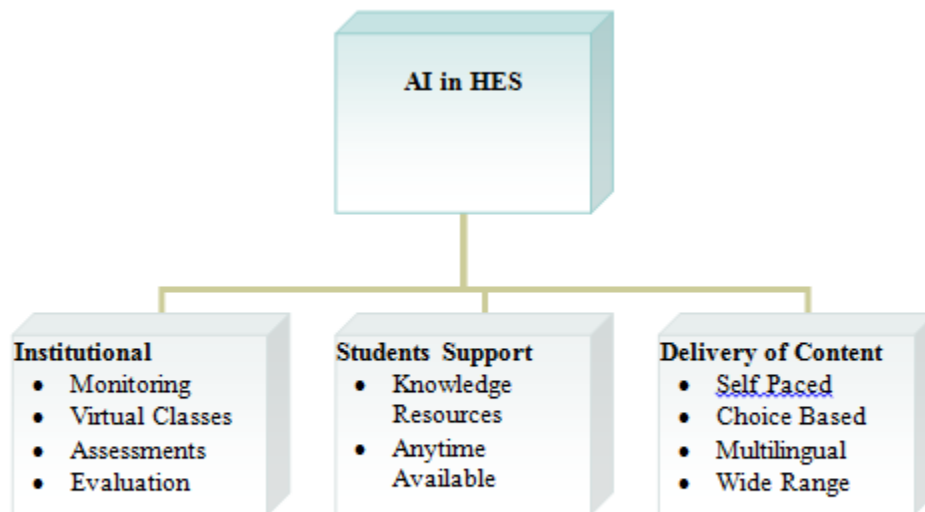 AI in HES
Institutional
• Monitoring
• Virtual Classes
• Assessments
• Evaluation
Students Support
• Knowledge
Resources
• Anytime
Available
Delivery of Content
• Self Paced
• Choice Based
• Multilingual
• Wide Range